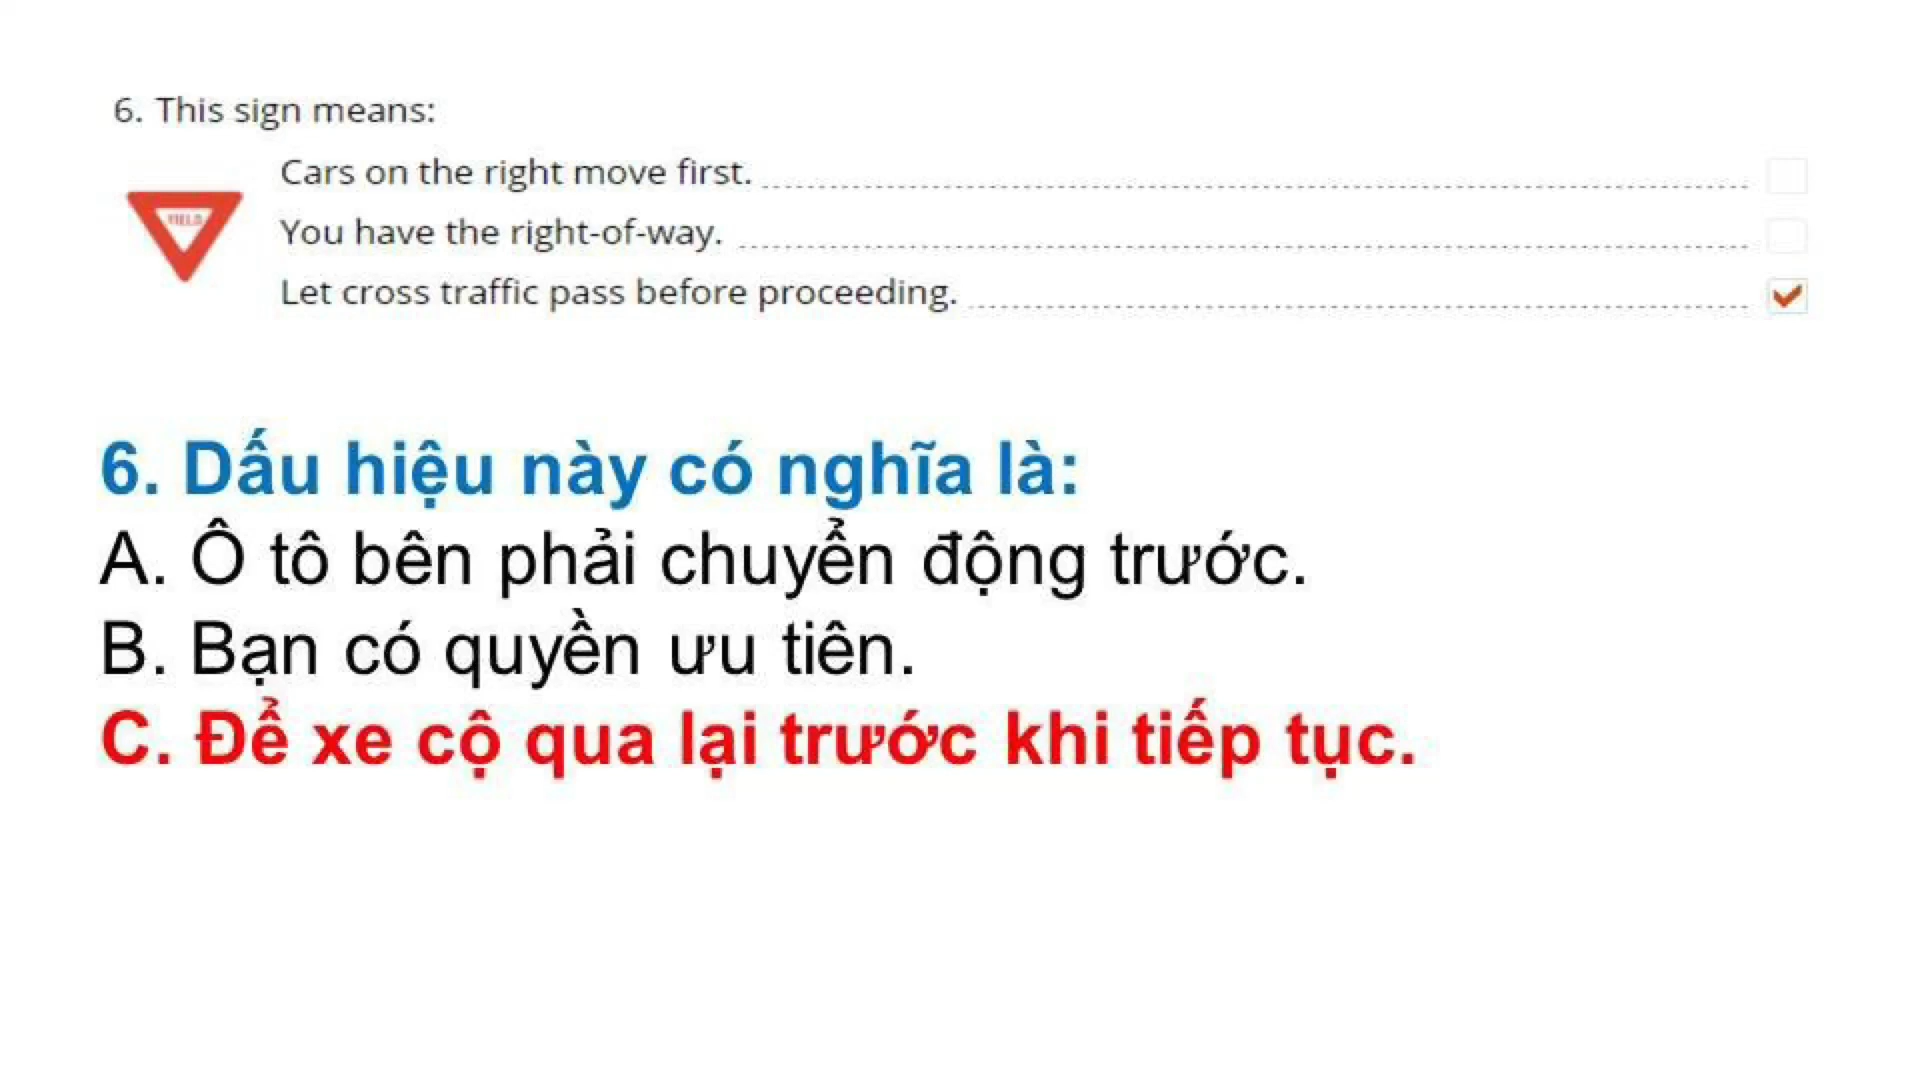 6. This sign means:
Cars on the right move first.
YIELD
You have the right-of-way.
Let cross traffic pass before proceeding.
6. Dấu hiệu này có nghĩa là:
A. Ô tô bên phải chuyển động trước.
B. Bạn có quyền ưu tiên.
C. Để xe cộ qua lại trước khi tiếp tục.